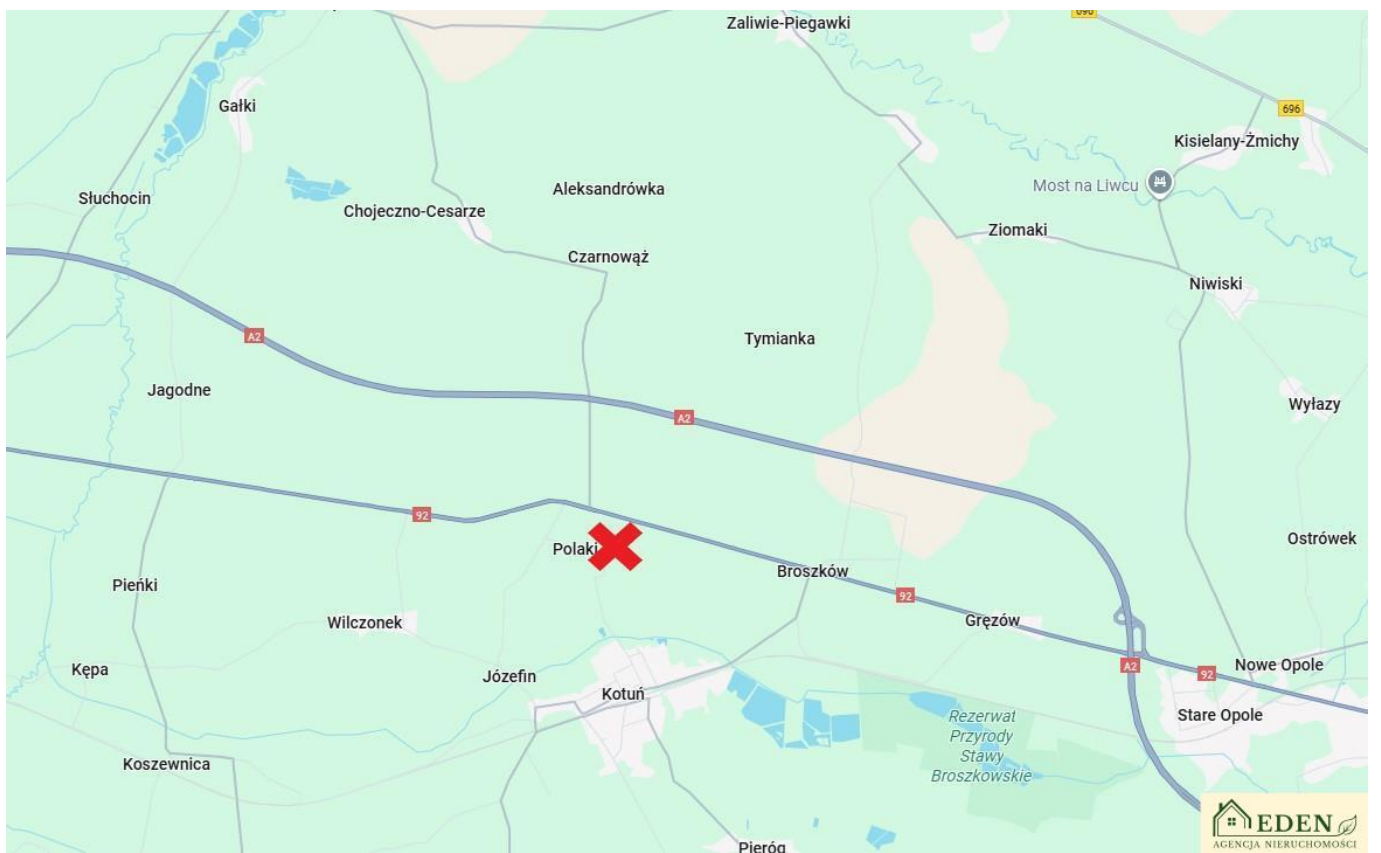 Zaliwie-Piegawki
696
Gałki
696
Kisielany-Żmichy
Słuchocin
Aleksandrówka
Most na Liwcu
Chojeczno-Cesarze
Ziomaki
Czarnowąż
Niwiski
A2
Tymianka
Jagodne
Wyłazy
A2
92
Polaki
Ostrówek
Broszków
Pieńki
92
Wilczonek
Gręzów
Kępa
Józefin
A2
92
Nowe Opole
Kotuń
Stare Opole
Rezerwat
Przyrody
Stawy
Broszkowskie
Koszewnica
Pieróg
EDEN
AGENCJA NIERUCHOMOŚCI